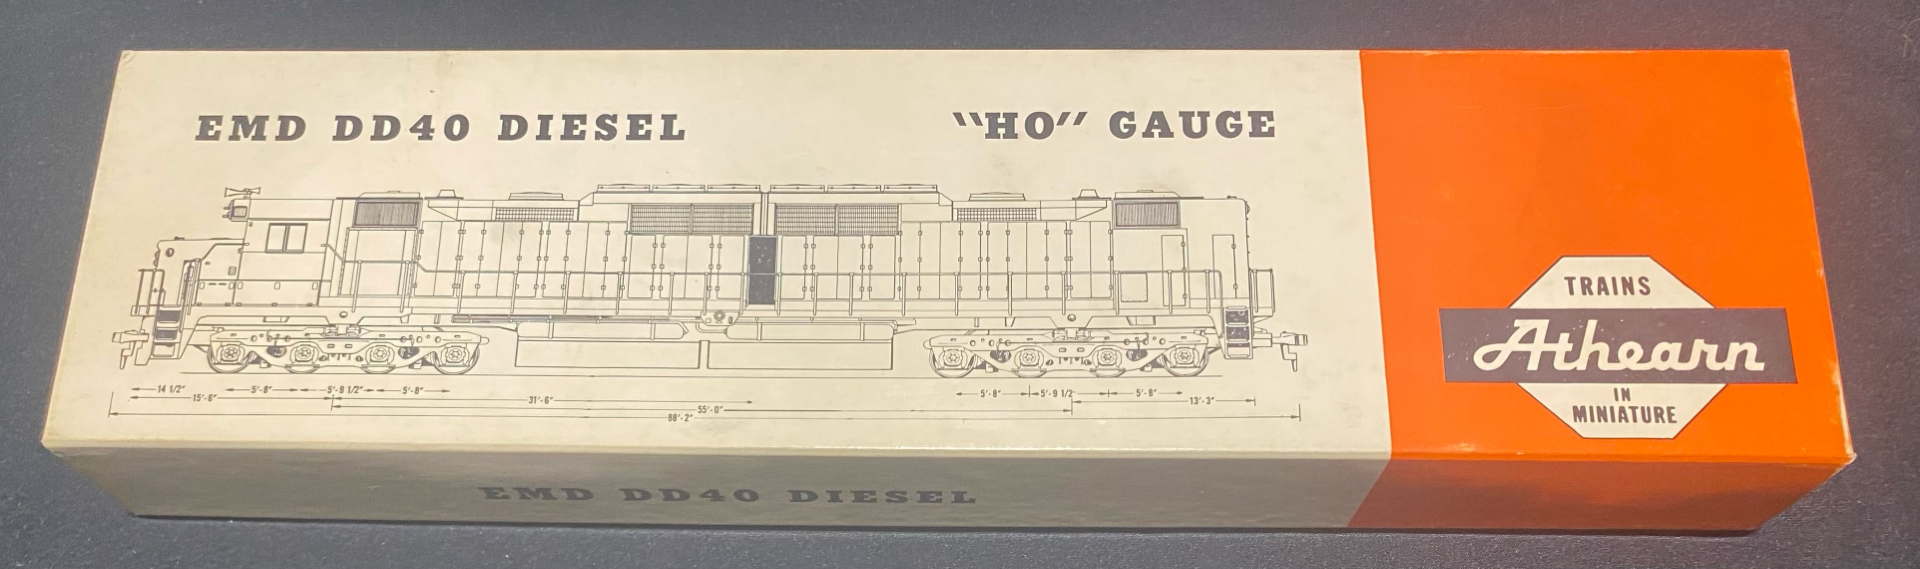 EMD DD40 DIESEL
"HO" GAUGE
14 1/2" 5'-8" 5'-9 1/2" 5'-8" 5'-8" 5'-9 1/2 5'-8"
15'-6" 31'-6" 13'-3"
55'-0"
88'-2"
TRAINS
Athearn
IN
MINIATURE
EMD DD40 DIESEL